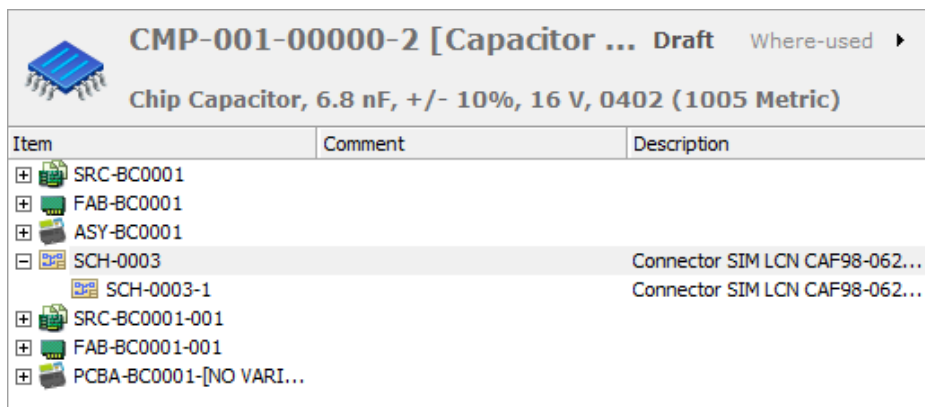 CMP-001-00000-2 [Capacitor ... Draft Where-used
Chip Capacitor, 6.8 nF, +/- 10%, 16 V, 0402 (1005 Metric)
Item Comment Description
SRC-BC0001
FAB-BC0001
ASY-BC0001
SCH-0003 Connector SIM LCN CAF98-062...
SCH-0003-1 Connector SIM LCN CAF98-062...
SRC-BC0001-001
FAB-BC0001-001
PCBA-BC0001-[NO VARI...